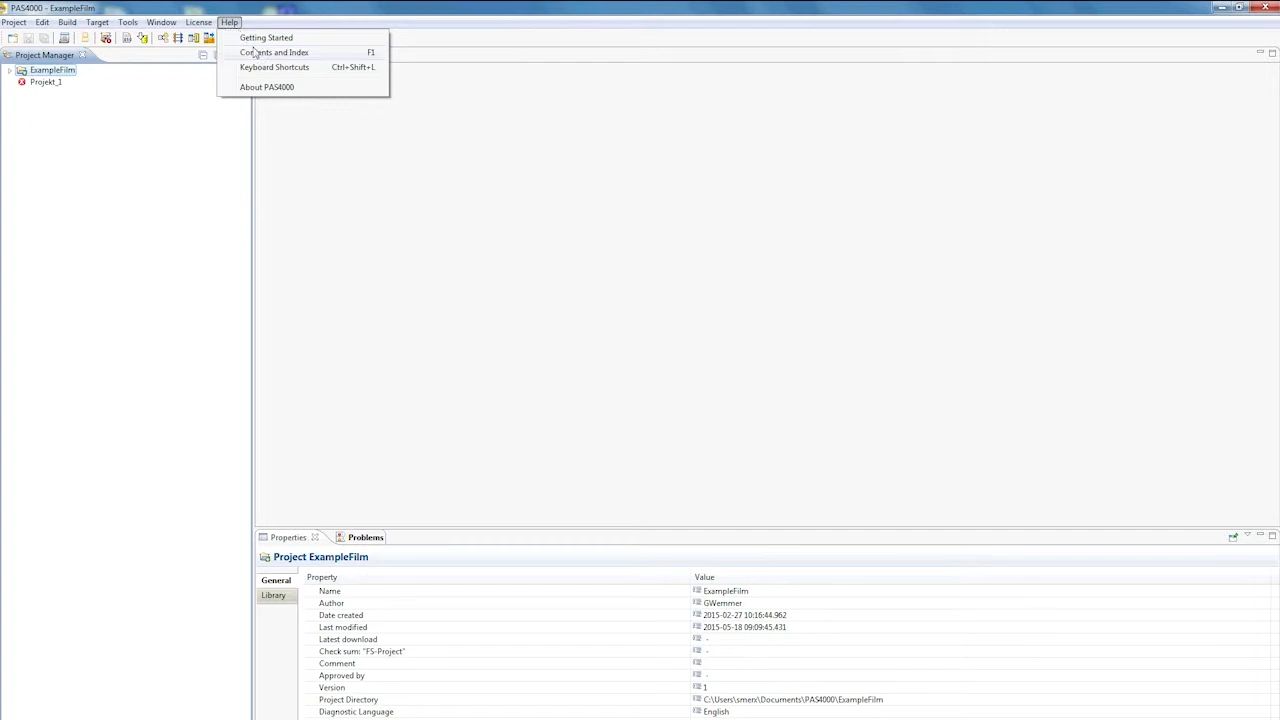 PAS4000 - ExampleFilm
Project Edit Build Target Tools Window License Help
Getting Started
Contents and Index F1
Keyboard Shortcuts Ctrl+Shift+L
About PAS4000
Project Manager
ExampleFilm
Projekt_1
Properties Problems
Project ExampleFilm
General
Library
Property Value
Name ExampleFilm
Author GWemmer
Date created 2015-02-27 10:16:44.962
Last modified 2015-05-18 09:09:45.431
Latest download -
Check sum: "FS-Project" -
Comment
Approved by -
Version 1
Project Directory C:\Users\smerx\Documents\PAS4000\ExampleFilm
Diagnostic Language English